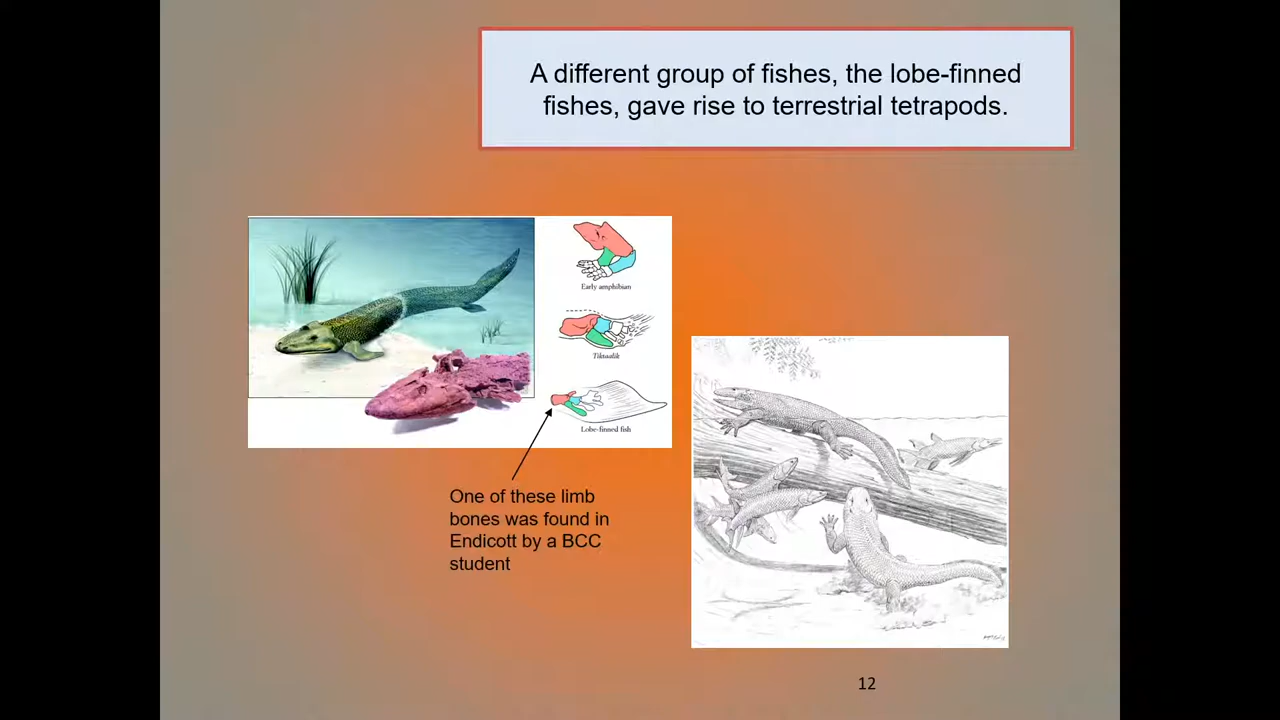 A different group of fishes, the lobe-finned
fishes, gave rise to terrestrial tetrapods.
Early amphibian
Tiktaalik
Lobe-finned fish
One of these limb
bones was found in
Endicott by a BCC
student
12